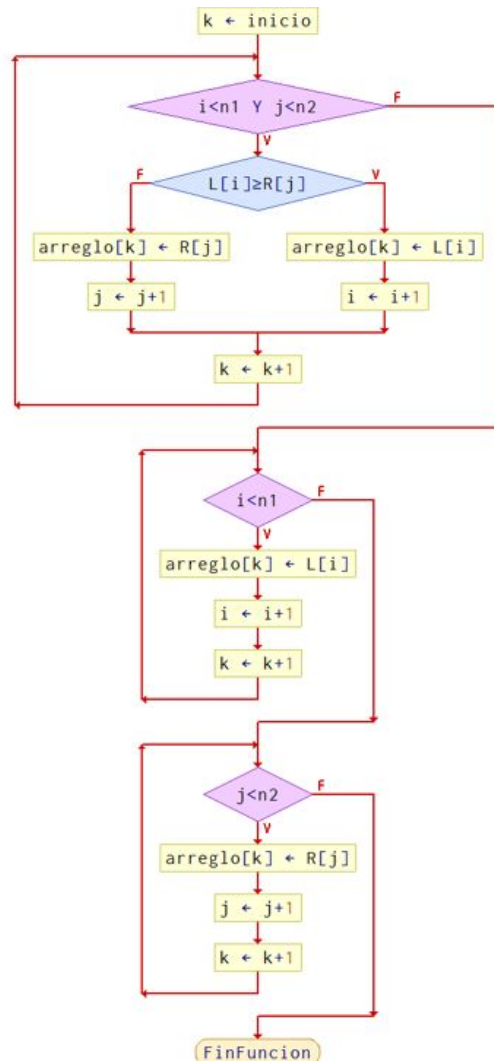 k ← inicio
i<n1 Y j<n2
F
V
L[i]≥R[j]
F
V
arreglo[k] ← R[j]
arreglo[k] ← L[i]
j ← j+1
i ← i+1
k ← k+1
i<n1
F
V
arreglo[k] ← L[i]
i ← i+1
k ← k+1
j<n2
F
V
arreglo[k] ← R[j]
j ← j+1
k ← k+1
FinFuncion